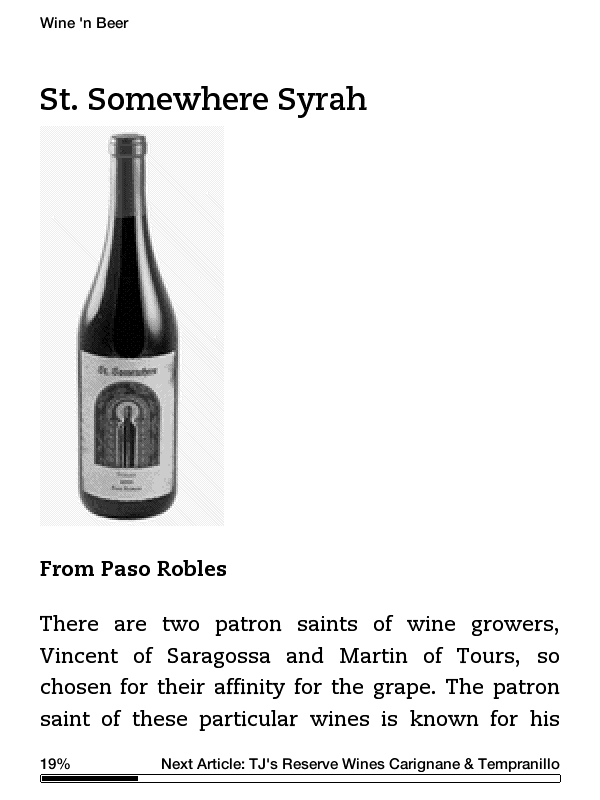 Wine 'n Beer
St. Somewhere Syrah
St. Somewhere
From Paso Robles
There are two patron saints of wine growers,
Vincent of Saragossa and Martin of Tours, so
chosen for their affinity for the grape. The patron
saint of these particular wines is known for his
19%
Next Article: TJ's Reserve Wines Carignane & Tempranillo